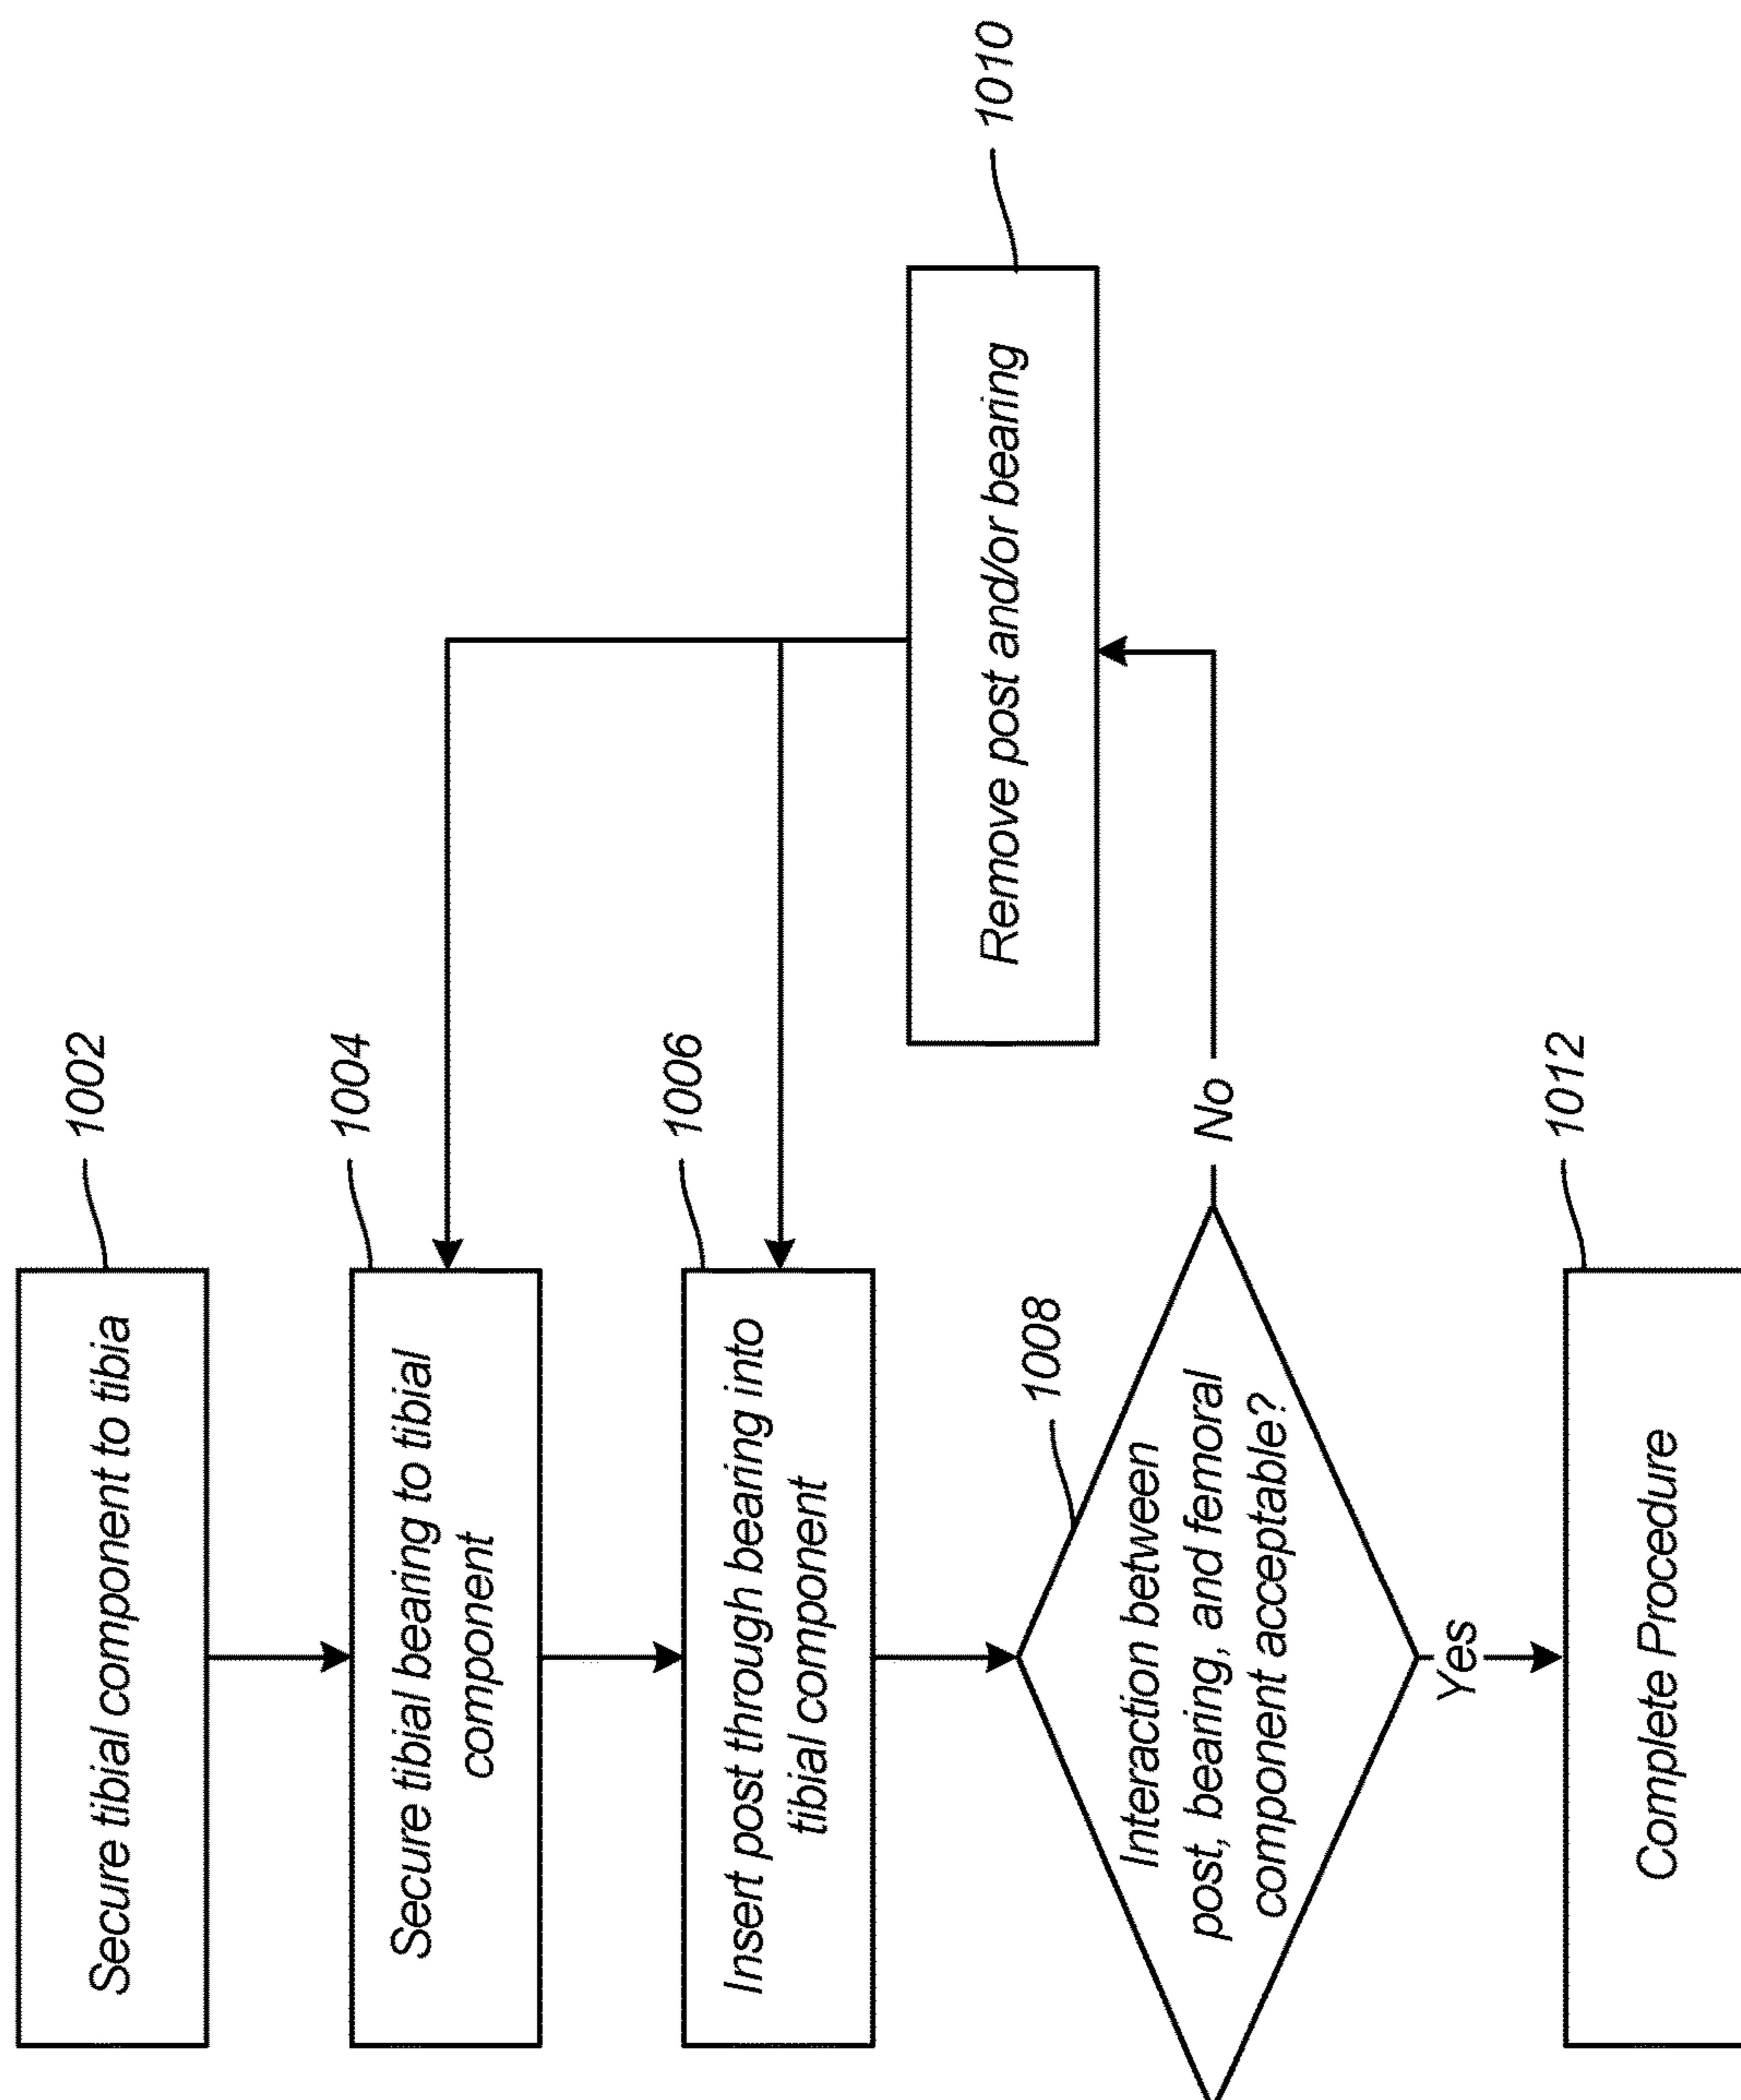 Secure tibial component to tibia
1002
Secure tibial bearing to tibial
component
1004
Insert post through bearing into
tibial component
1006
Interaction between
post, bearing, and femoral
component acceptable?
1008
No
Remove post and/or bearing
1010
Yes
Complete Procedure
1012